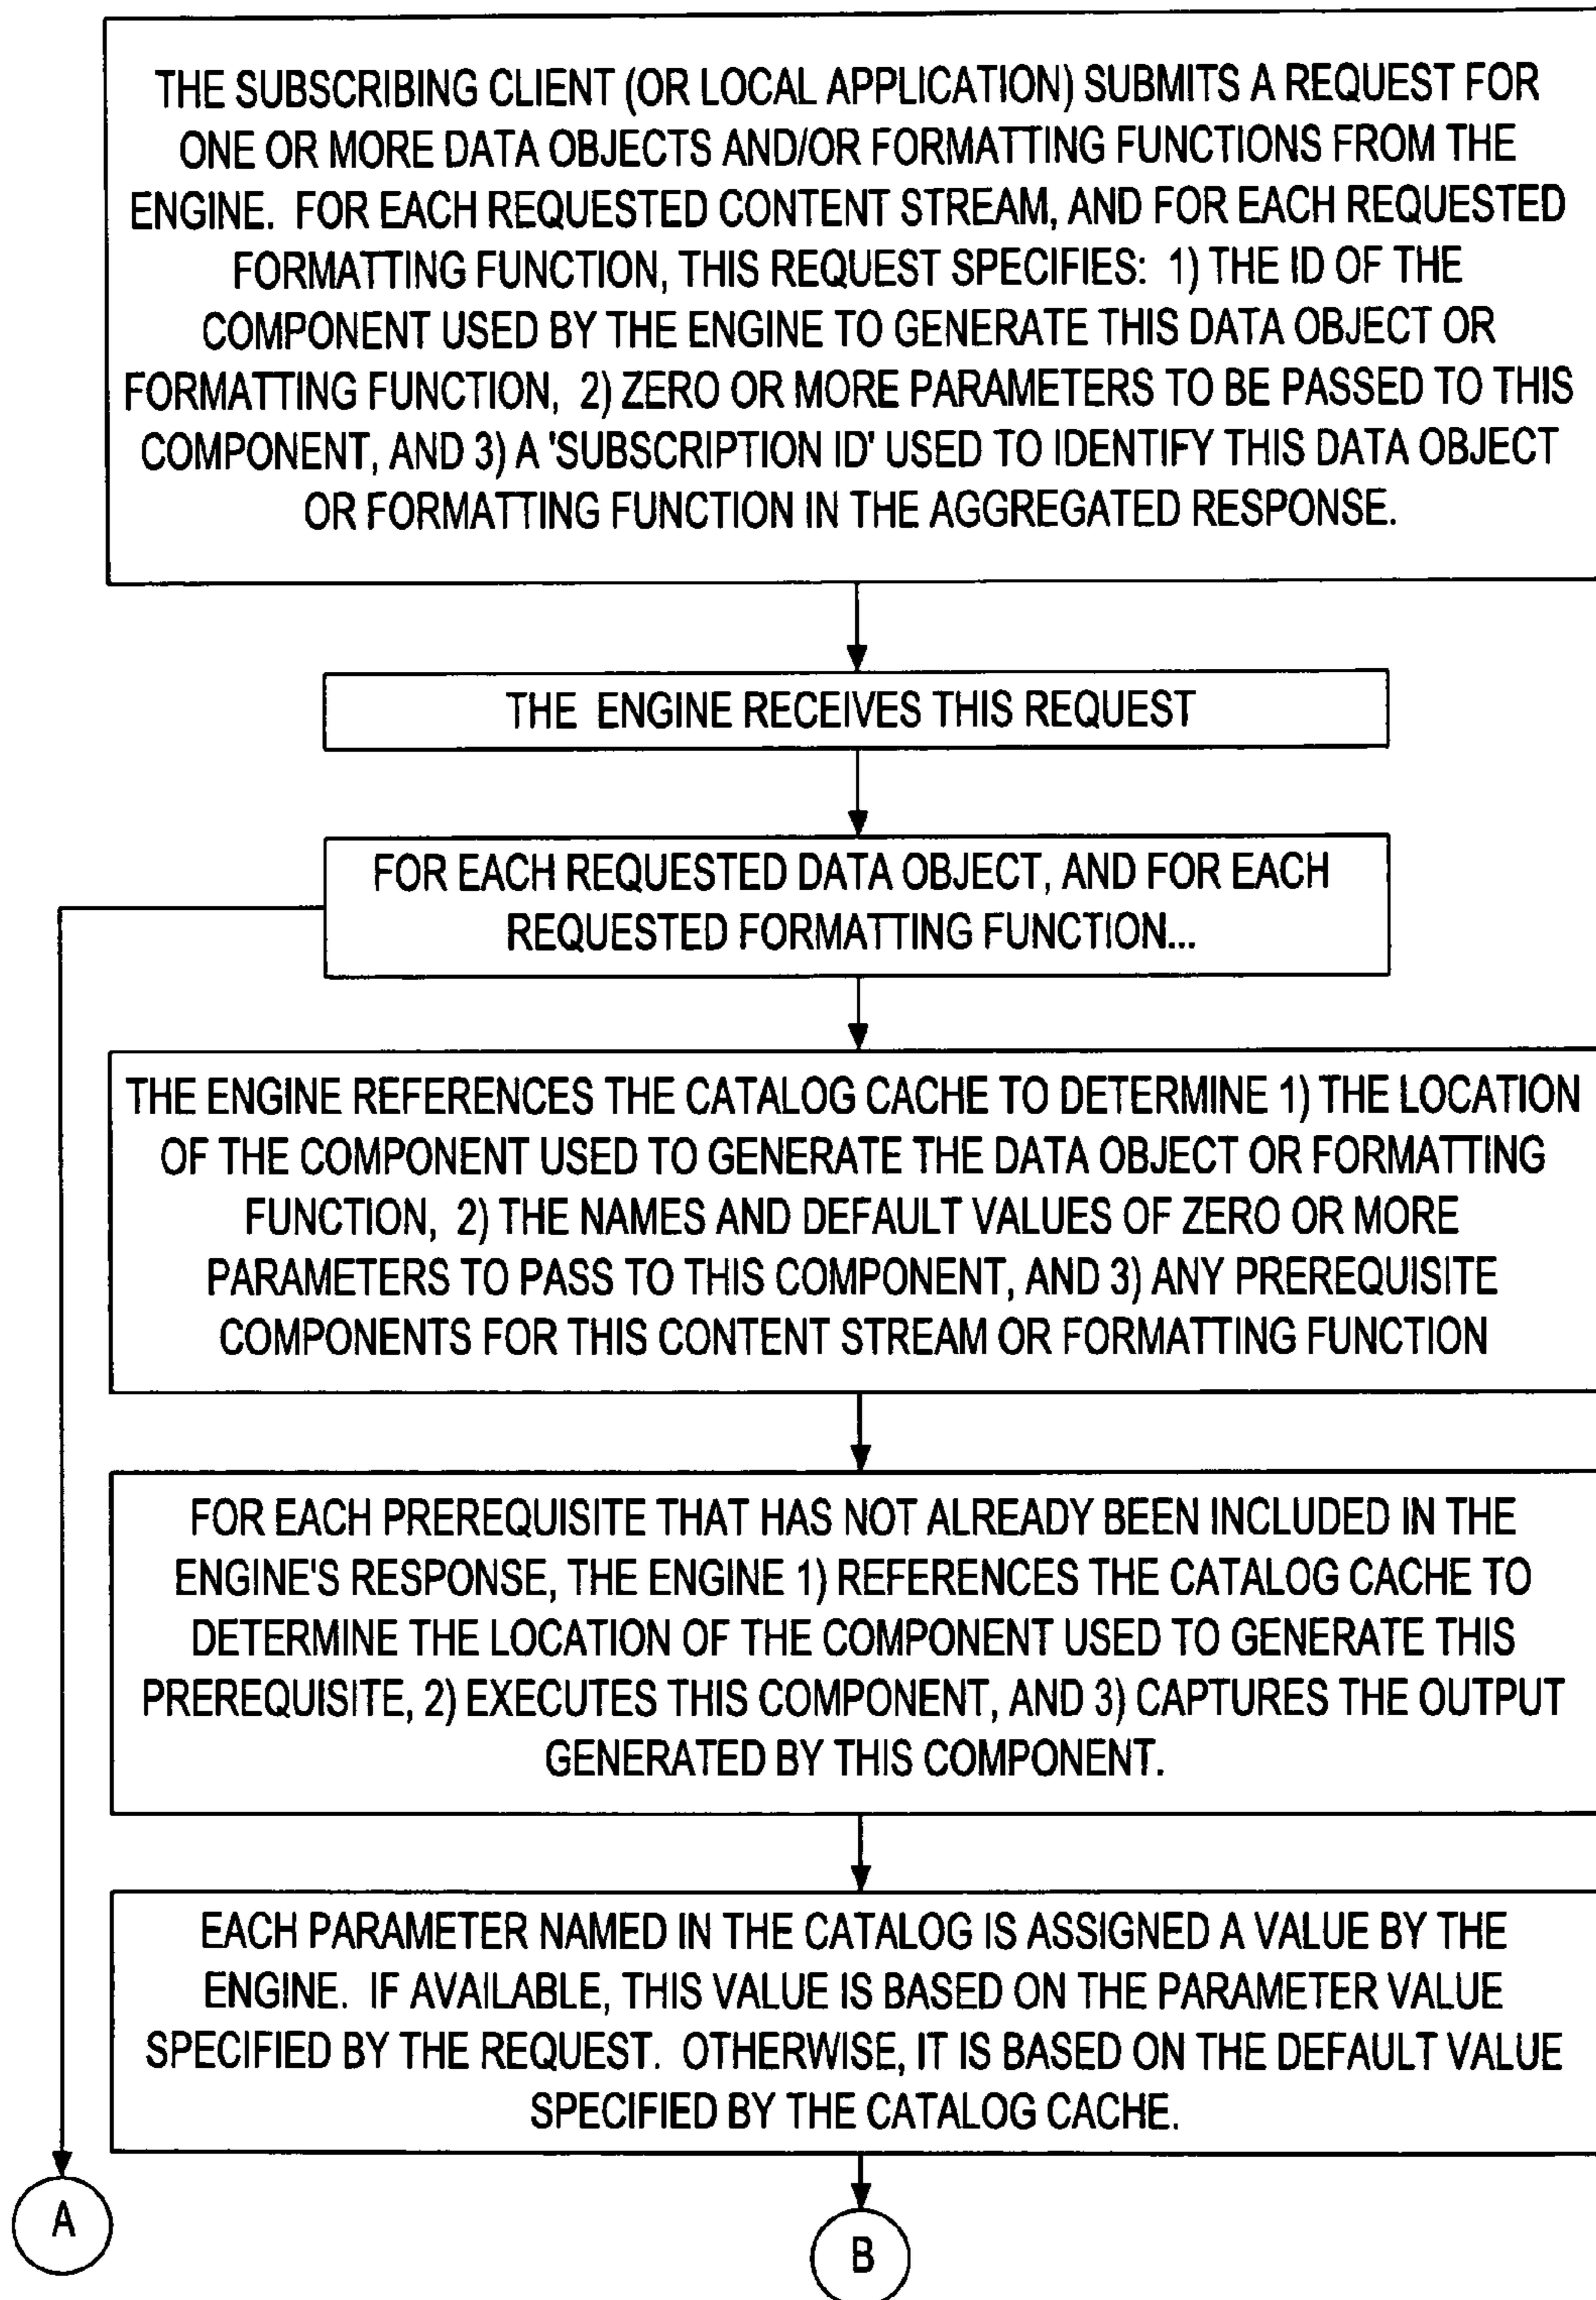 THE SUBSCRIBING CLIENT (OR LOCAL APPLICATION) SUBMITS A REQUEST FOR
ONE OR MORE DATA OBJECTS AND/OR FORMATTING FUNCTIONS FROM THE
ENGINE. FOR EACH REQUESTED CONTENT STREAM, AND FOR EACH REQUESTED
FORMATTING FUNCTION, THIS REQUEST SPECIFIES: 1) THE ID OF THE
COMPONENT USED BY THE ENGINE TO GENERATE THIS DATA OBJECT OR
FORMATTING FUNCTION, 2) ZERO OR MORE PARAMETERS TO BE PASSED TO THIS
COMPONENT, AND 3) A 'SUBSCRIPTION ID' USED TO IDENTIFY THIS DATA OBJECT
OR FORMATTING FUNCTION IN THE AGGREGATED RESPONSE.
THE ENGINE RECEIVES THIS REQUEST
FOR EACH REQUESTED DATA OBJECT, AND FOR EACH
REQUESTED FORMATTING FUNCTION...
THE ENGINE REFERENCES THE CATALOG CACHE TO DETERMINE 1) THE LOCATION
OF THE COMPONENT USED TO GENERATE THE DATA OBJECT OR FORMATTING
FUNCTION, 2) THE NAMES AND DEFAULT VALUES OF ZERO OR MORE
PARAMETERS TO PASS TO THIS COMPONENT, AND 3) ANY PREREQUISITE
COMPONENTS FOR THIS CONTENT STREAM OR FORMATTING FUNCTION
FOR EACH PREREQUISITE THAT HAS NOT ALREADY BEEN INCLUDED IN THE
ENGINE'S RESPONSE, THE ENGINE 1) REFERENCES THE CATALOG CACHE TO
DETERMINE THE LOCATION OF THE COMPONENT USED TO GENERATE THIS
PREREQUISITE, 2) EXECUTES THIS COMPONENT, AND 3) CAPTURES THE OUTPUT
GENERATED BY THIS COMPONENT.
EACH PARAMETER NAMED IN THE CATALOG IS ASSIGNED A VALUE BY THE
ENGINE. IF AVAILABLE, THIS VALUE IS BASED ON THE PARAMETER VALUE
SPECIFIED BY THE REQUEST. OTHERWISE, IT IS BASED ON THE DEFAULT VALUE
SPECIFIED BY THE CATALOG CACHE.
A
B